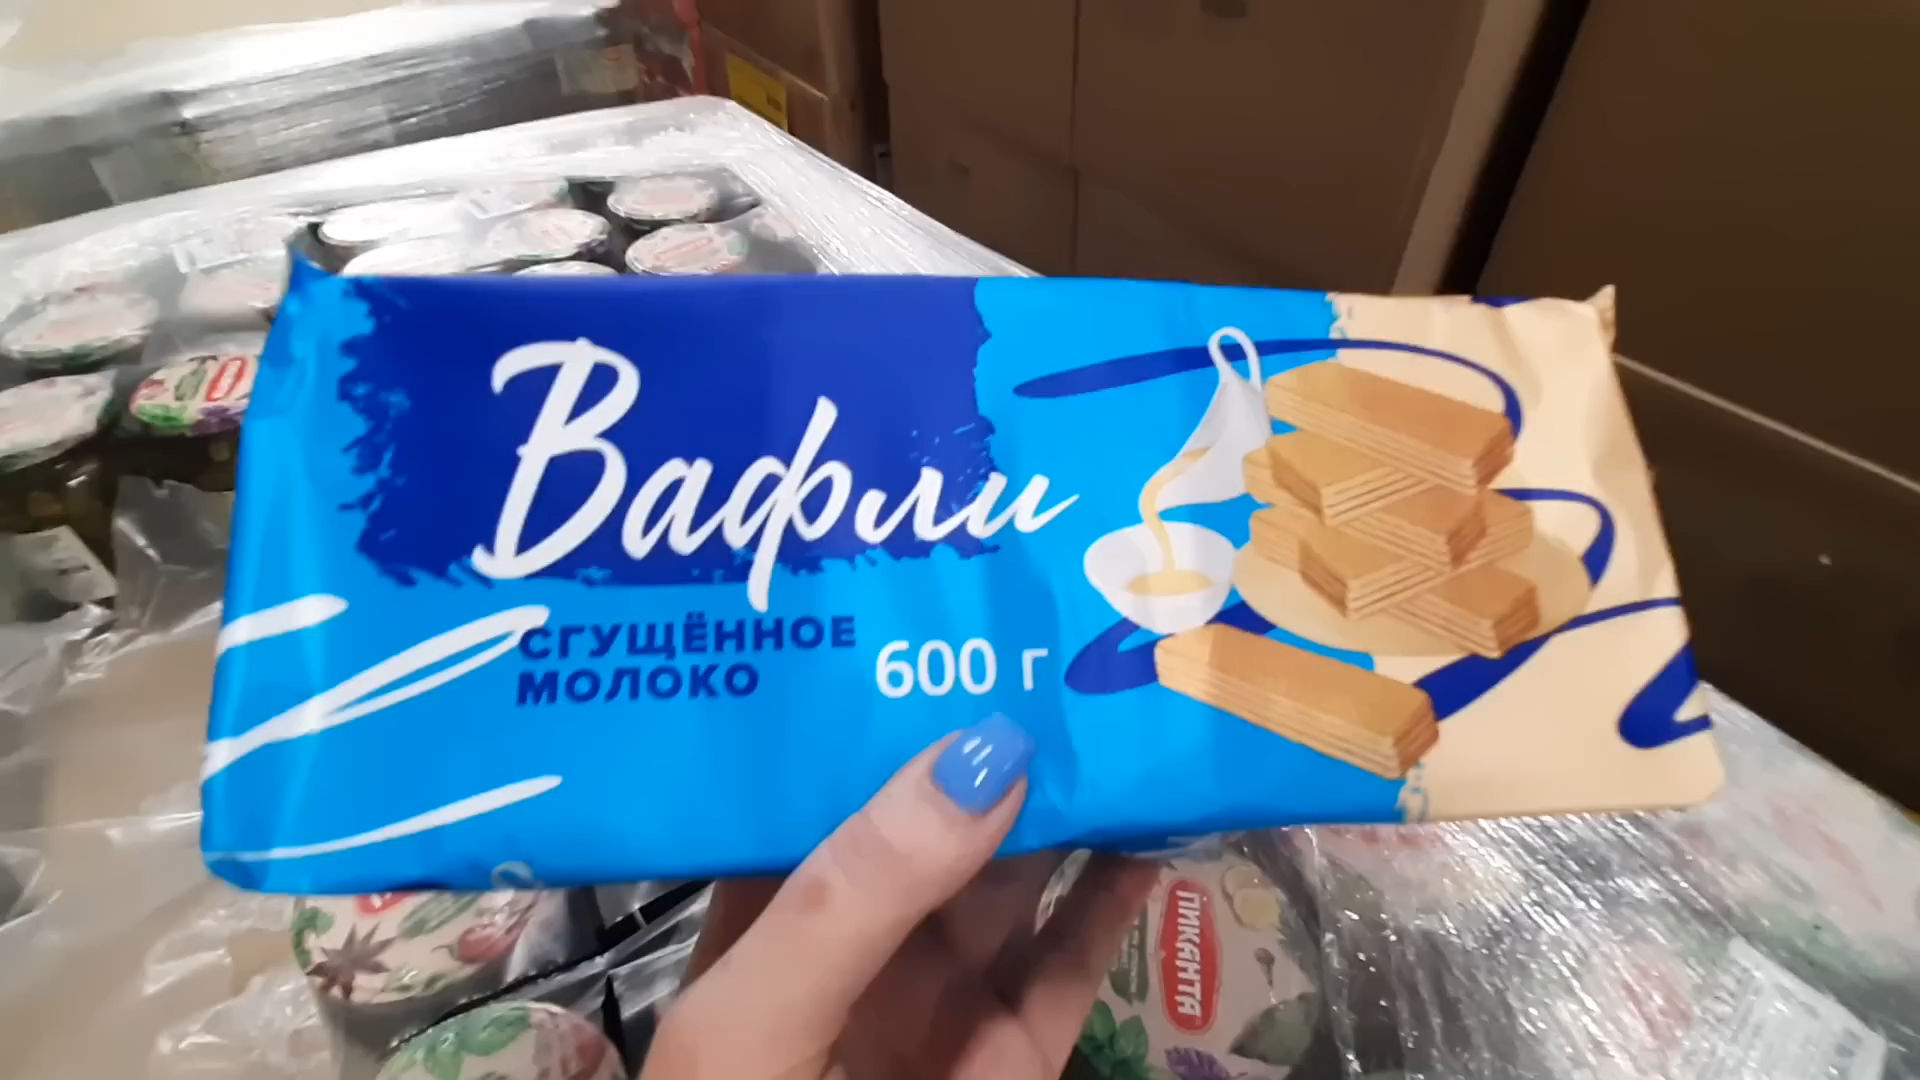 Вафли
СГУЩЁННОЕ
МОЛОКО
600 г
ПИКАНТА